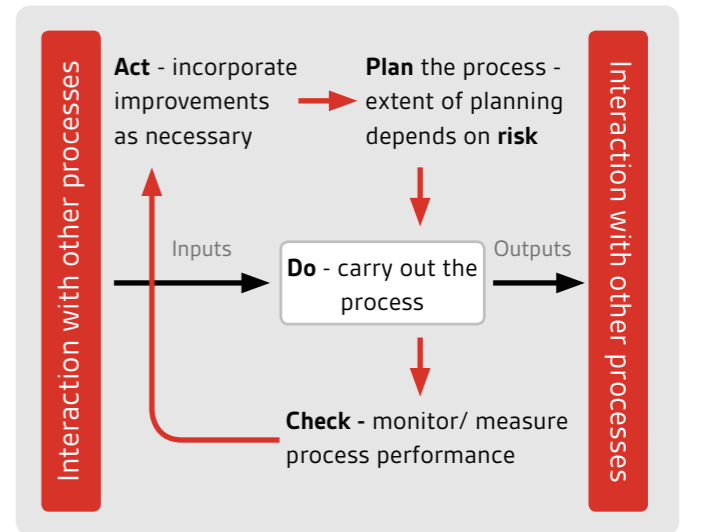 Interaction with other processes
Act - incorporate
improvements
as necessary
Plan the process -
extent of planning
depends on risk
Inputs
Do - carry out the
process
Outputs
Check - monitor/ measure
process performance
Interaction with other processes